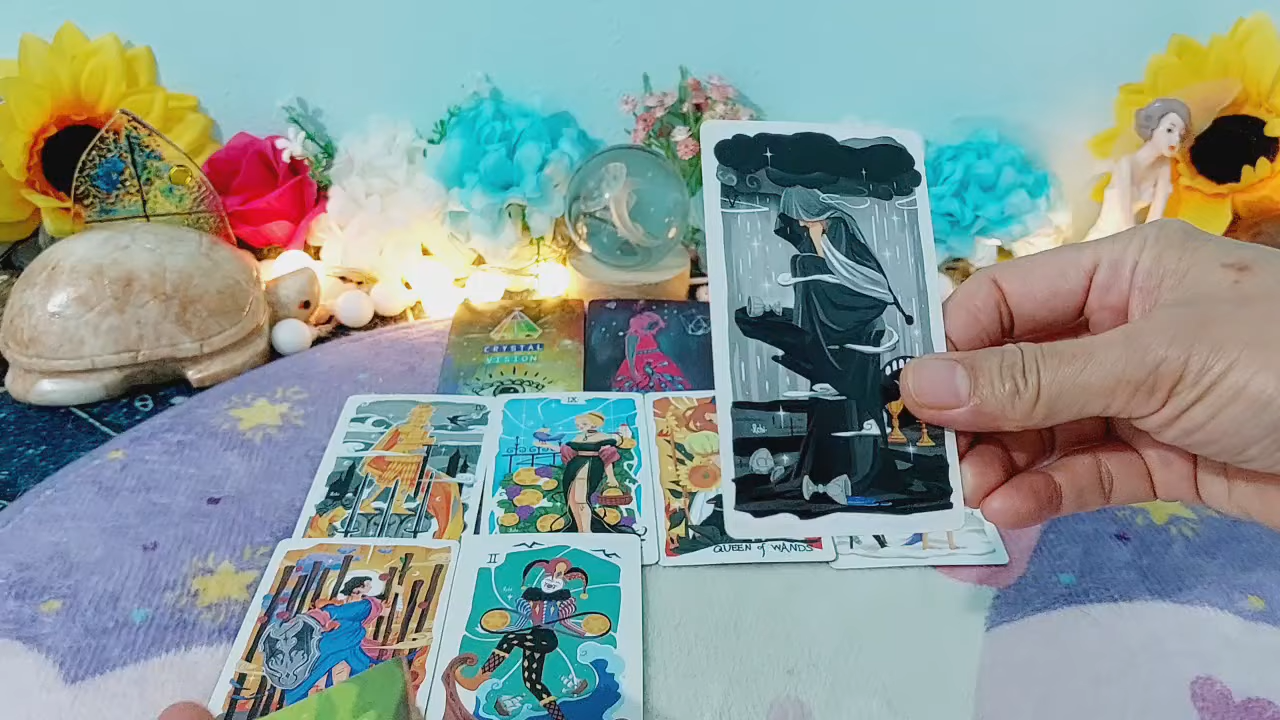 V
CRYSTAL
VISION
IX
QUEEN of WANDS
II